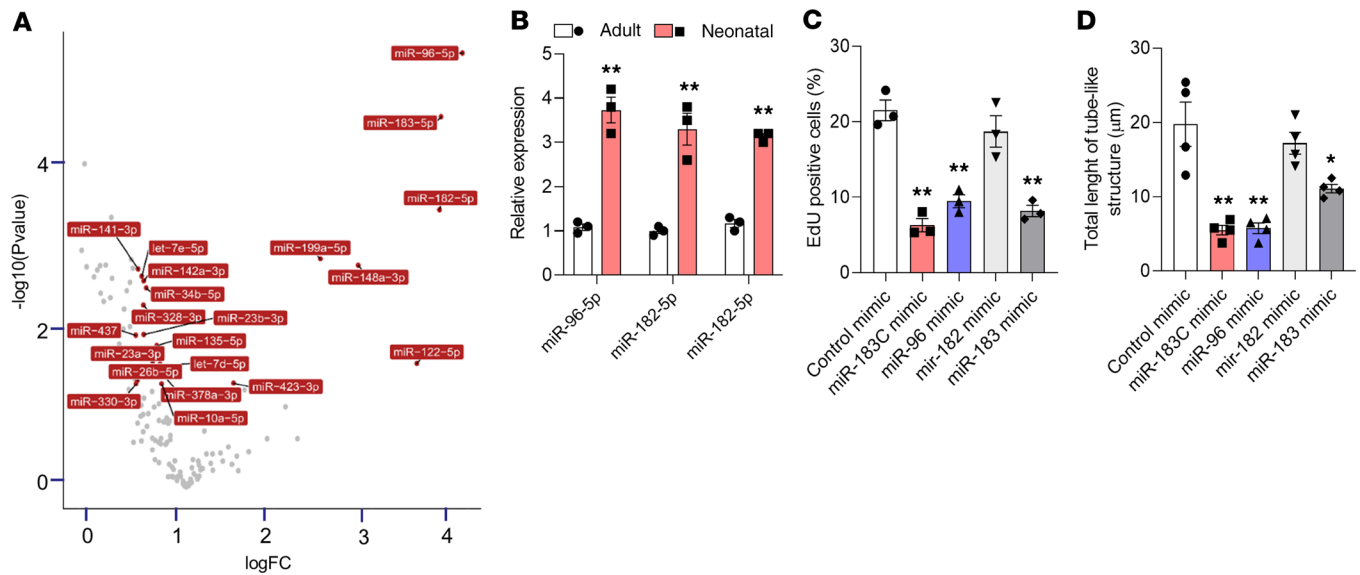 A
-log10(Pvalue)
4
2
0
0 1 2 3 4
logFC
miR-96-5p
miR-183-5p
miR-182-5p
miR-141-3p
let-7e-5p
miR-142a-3p
miR-34b-5p
miR-199a-5p
miR-148a-3p
miR-328-3p
miR-23b-3p
miR-437
miR-135-5p
miR-23a-3p
let-7d-5p
miR-122-5p
miR-26b-5p
miR-378a-3p
miR-423-3p
miR-330-3p
miR-10a-5p
B
Adult Neonatal
Relative expression
5
4
3
2
1
0
** ** **
miR-96-5p
miR-182-5p
miR-182-5p
C
EdU positive cells (%)
30
20
10
0
** ** **
Control mimic
miR-183C mimic
miR-96 mimic
mir-182 mimic
miR-183 mimic
D
Total lenght of tube-like
structure (μm)
30
20
10
0
** ** *
Control mimic
miR-183C mimic
miR-96 mimic
mir-182 mimic
miR-183 mimic